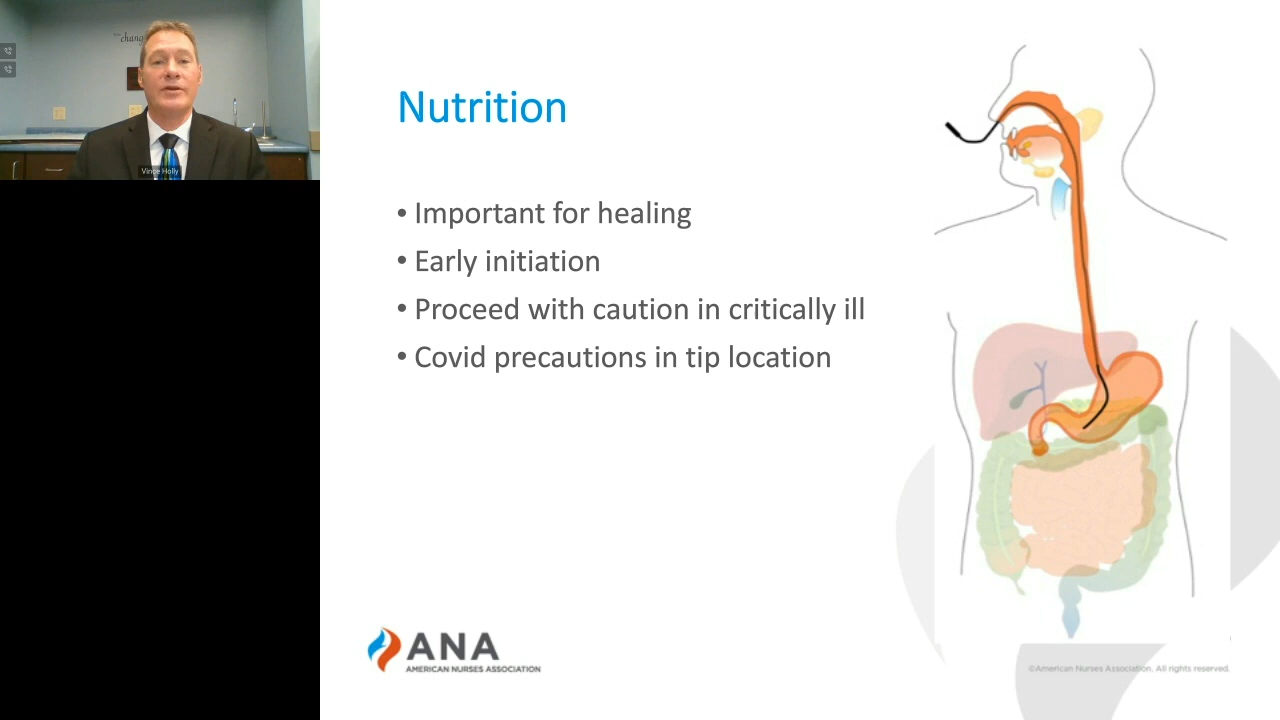 change
Vince Holly
Nutrition
• Important for healing
• Early initiation
• Proceed with caution in critically ill
• Covid precautions in tip location
ANA
AMERICAN NURSES ASSOCIATION
©American Nurses Association. All rights reserved.